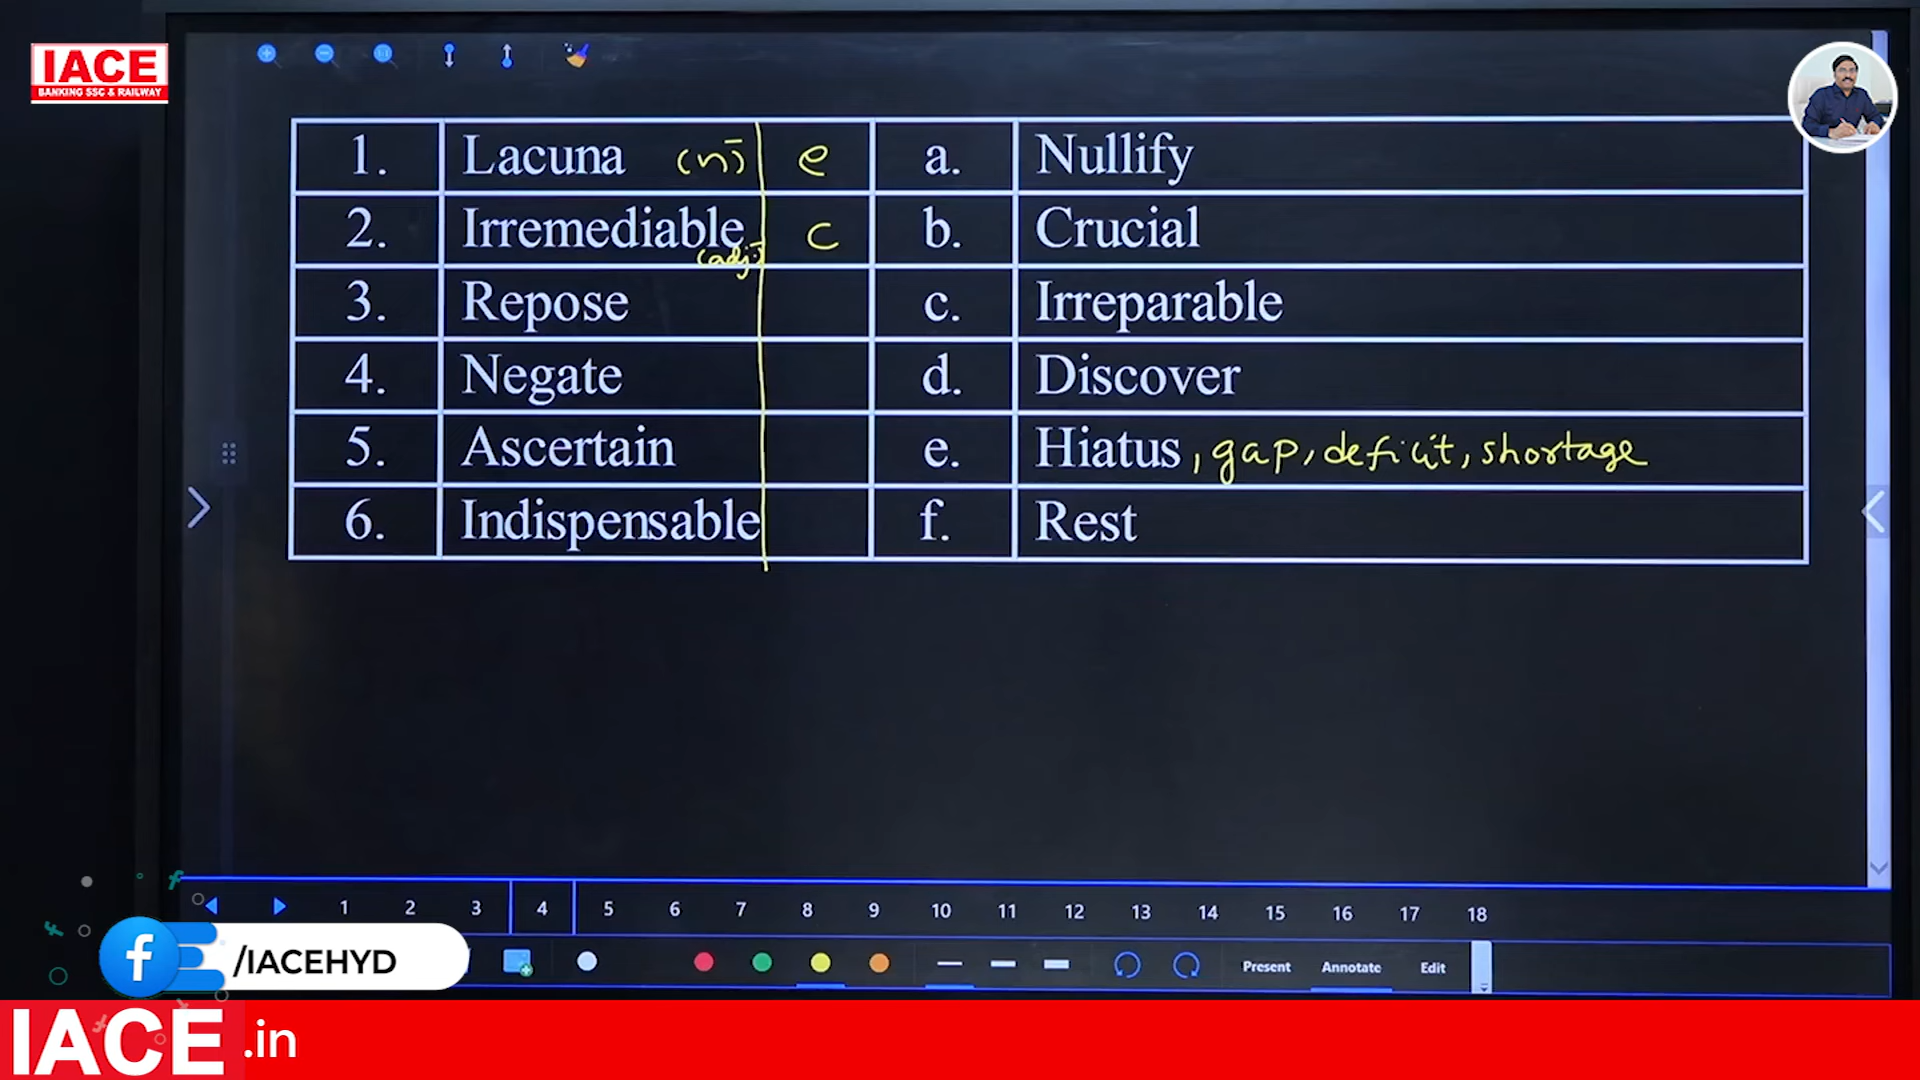 IACE
BANKING SSC & RAILWAY
1. Lacuna (n) e a. Nullify
2. Irremediable (adj) c b. Crucial
3. Repose c. Irreparable
4. Negate d. Discover
5. Ascertain e. Hiatus, gap, deficit, shortage
6. Indispensable f. Rest
1 2 3 4 5 6 7 8 9 10 11 12 13 14 15 16 17 18
/IACEHYD
Present Annotate Edit
IACE.in